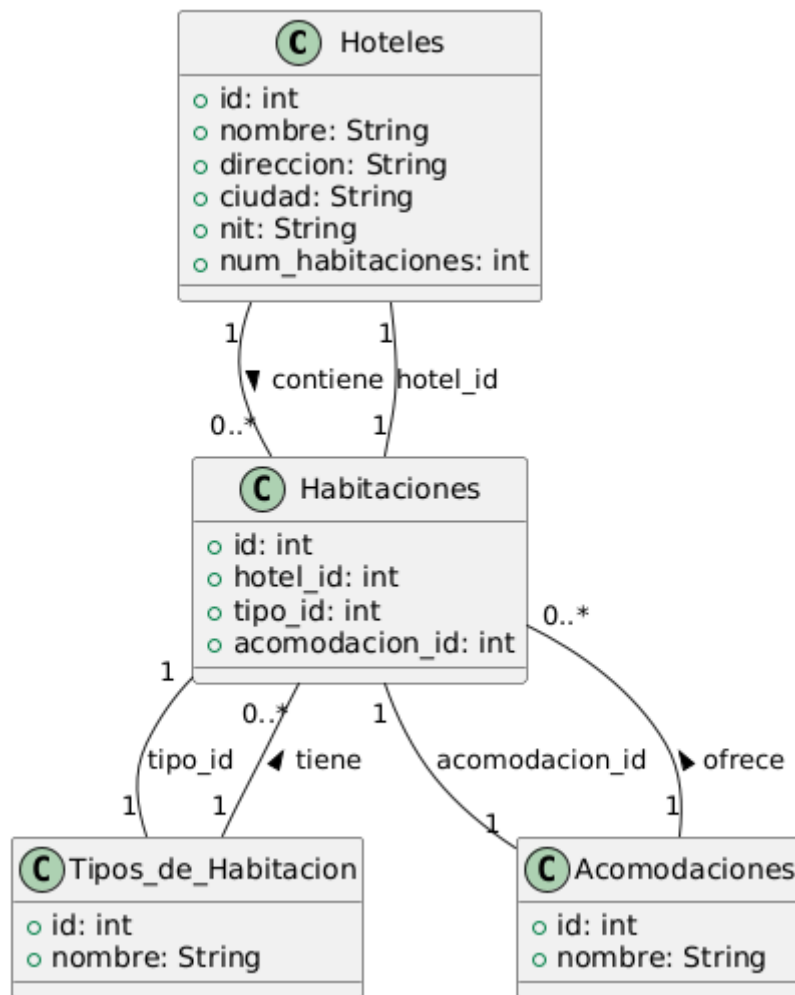 C Hoteles
id: int
nombre: String
direccion: String
ciudad: String
nit: String
num_habitaciones: int
1 1
contiene hotel_id
0..* 1
C Habitaciones
id: int
hotel_id: int
tipo_id: int
acomodacion_id: int
0..*
1 0..* 1
tipo_id tiene acomodacion_id ofrece
1 1 1 1
C Tipos_de_Habitacion
id: int
nombre: String
C Acomodaciones
id: int
nombre: String